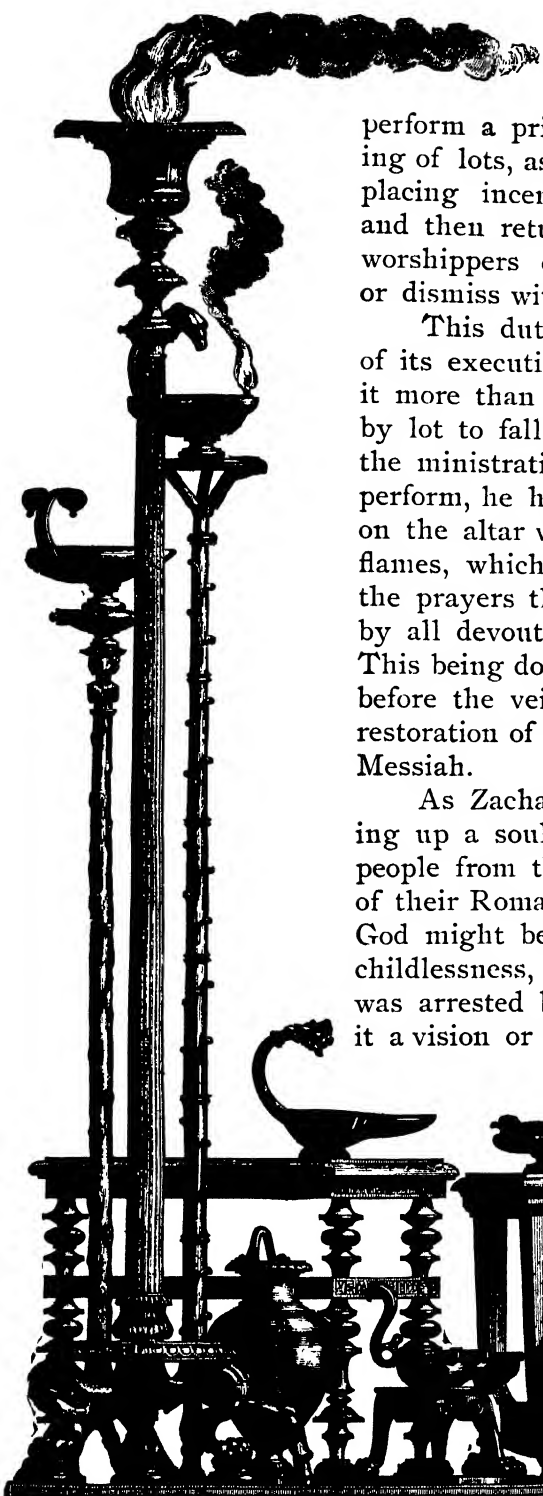 perform a pri
ing of lots, as
placing incen
and then retu
worshippers
or dismiss wi
This dut
of its executi
it more than
by lot to fall
the ministrati
perform, he h
on the altar
flames, which
the prayers t
by all devout
This being do
before the vei
restoration of
Messiah.
As Zacha
ing up a soul
people from t
of their Roma
God might be
childlessness,
was arrested
it a vision or